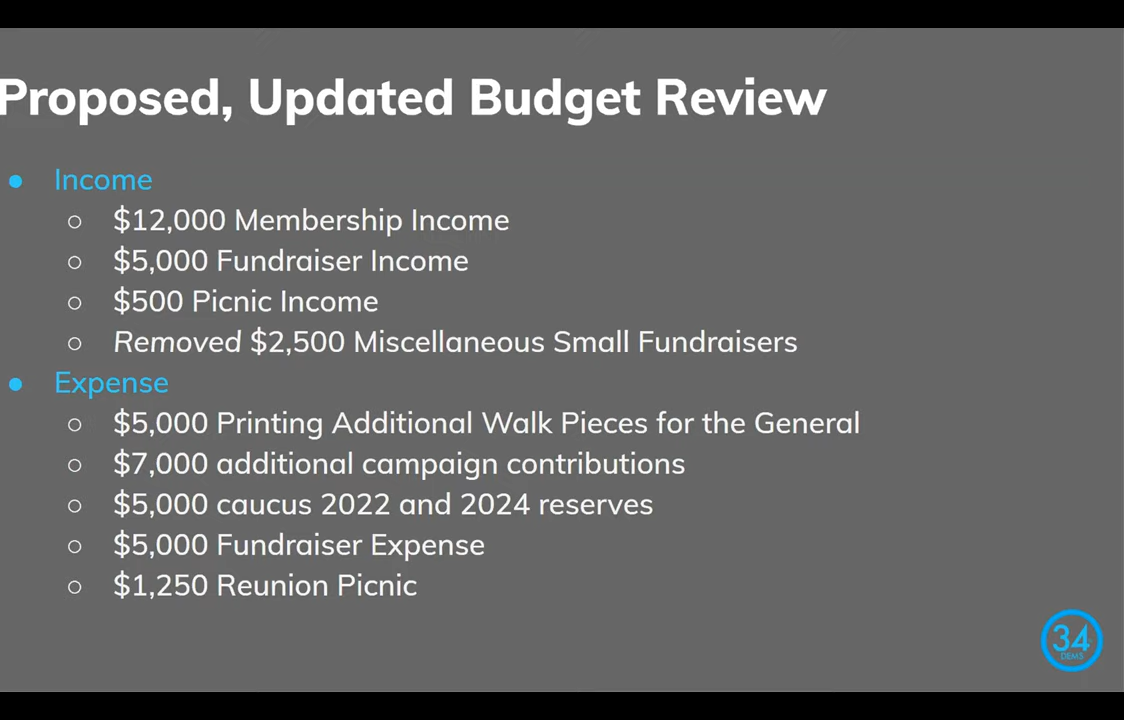 Proposed, Updated Budget Review
Income
$12,000 Membership Income
$5,000 Fundraiser Income
$500 Picnic Income
Removed $2,500 Miscellaneous Small Fundraisers
Expense
$5,000 Printing Additional Walk Pieces for the General
$7,000 additional campaign contributions
$5,000 caucus 2022 and 2024 reserves
$5,000 Fundraiser Expense
$1,250 Reunion Picnic
34
DEMS